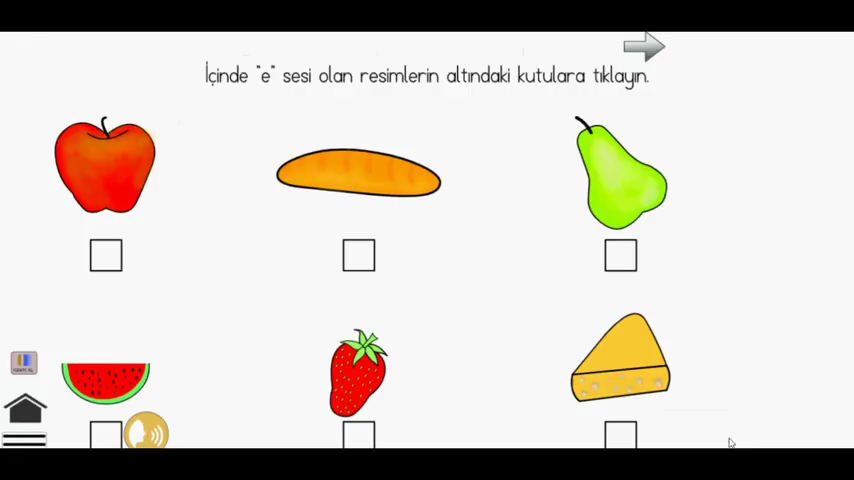 İçinde "e" sesi olan resimlerin altındaki kutulara tıklayın.